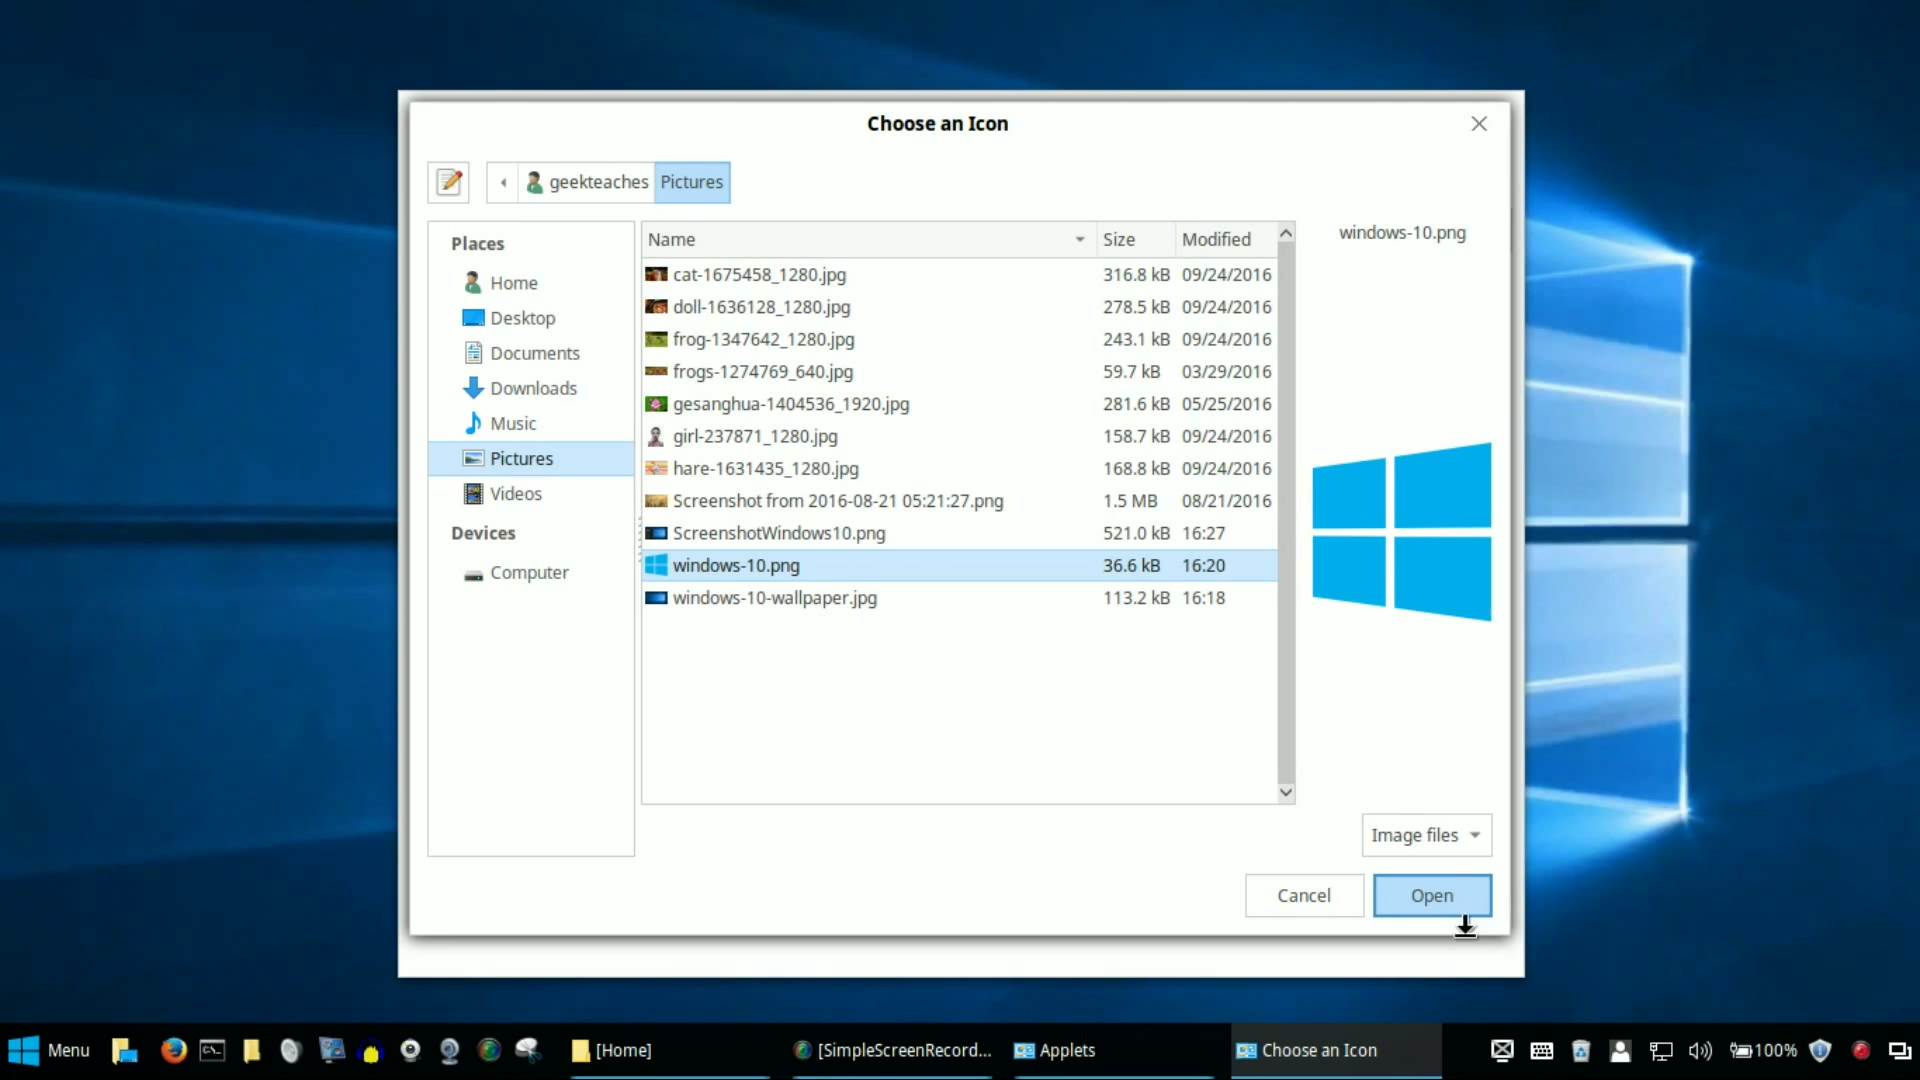 Choose an Icon
geekteaches Pictures
Places
Home
Desktop
Documents
Downloads
Music
Pictures
Videos
Devices
Computer
Name Size Modified
cat-1675458_1280.jpg 316.8 kB 09/24/2016
doll-1636128_1280.jpg 278.5 kB 09/24/2016
frog-1347642_1280.jpg 243.1 kB 09/24/2016
frogs-1274769_640.jpg 59.7 kB 03/29/2016
gesanghua-1404536_1920.jpg 281.6 kB 05/25/2016
girl-237871_1280.jpg 158.7 kB 09/24/2016
hare-1631435_1280.jpg 168.8 kB 09/24/2016
Screenshot from 2016-08-21 05:21:27.png 1.5 MB 08/21/2016
ScreenshotWindows10.png 521.0 kB 16:27
windows-10.png 36.6 kB 16:20
windows-10-wallpaper.jpg 113.2 kB 16:18
windows-10.png
Image files
Cancel Open
Menu [Home] [SimpleScreenRecord... Applets Choose an Icon 100%